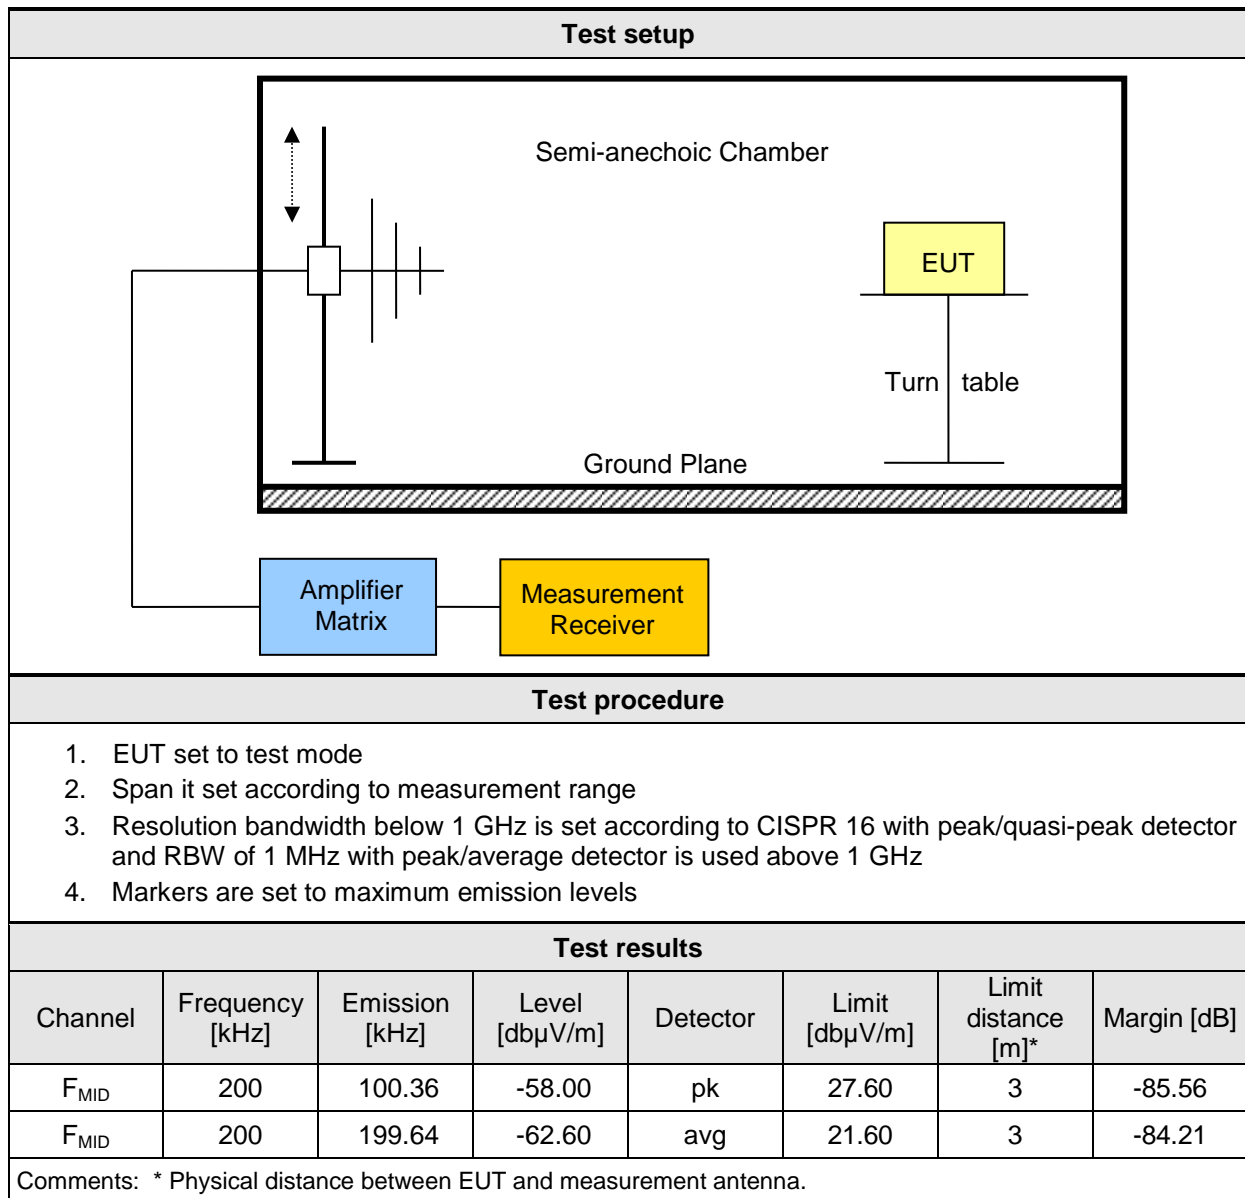 Test setup
Semi-anechoic Chamber
EUT
Turn table
Ground Plane
Amplifier
Matrix
Measurement
Receiver
Test procedure
1. EUT set to test mode
2. Span it set according to measurement range
3. Resolution bandwidth below 1 GHz is set according to CISPR 16 with peak/quasi-peak detector
and RBW of 1 MHz with peak/average detector is used above 1 GHz
4. Markers are set to maximum emission levels
Test results
Channel Frequency [kHz] Emission [kHz] Level [dbµV/m] Detector Limit [dbµV/m] Limit distance [m]* Margin [dB]
FMID 200 100.36 -58.00 pk 27.60 3 -85.56
FMID 200 199.64 -62.60 avg 21.60 3 -84.21
Comments: * Physical distance between EUT and measurement antenna.